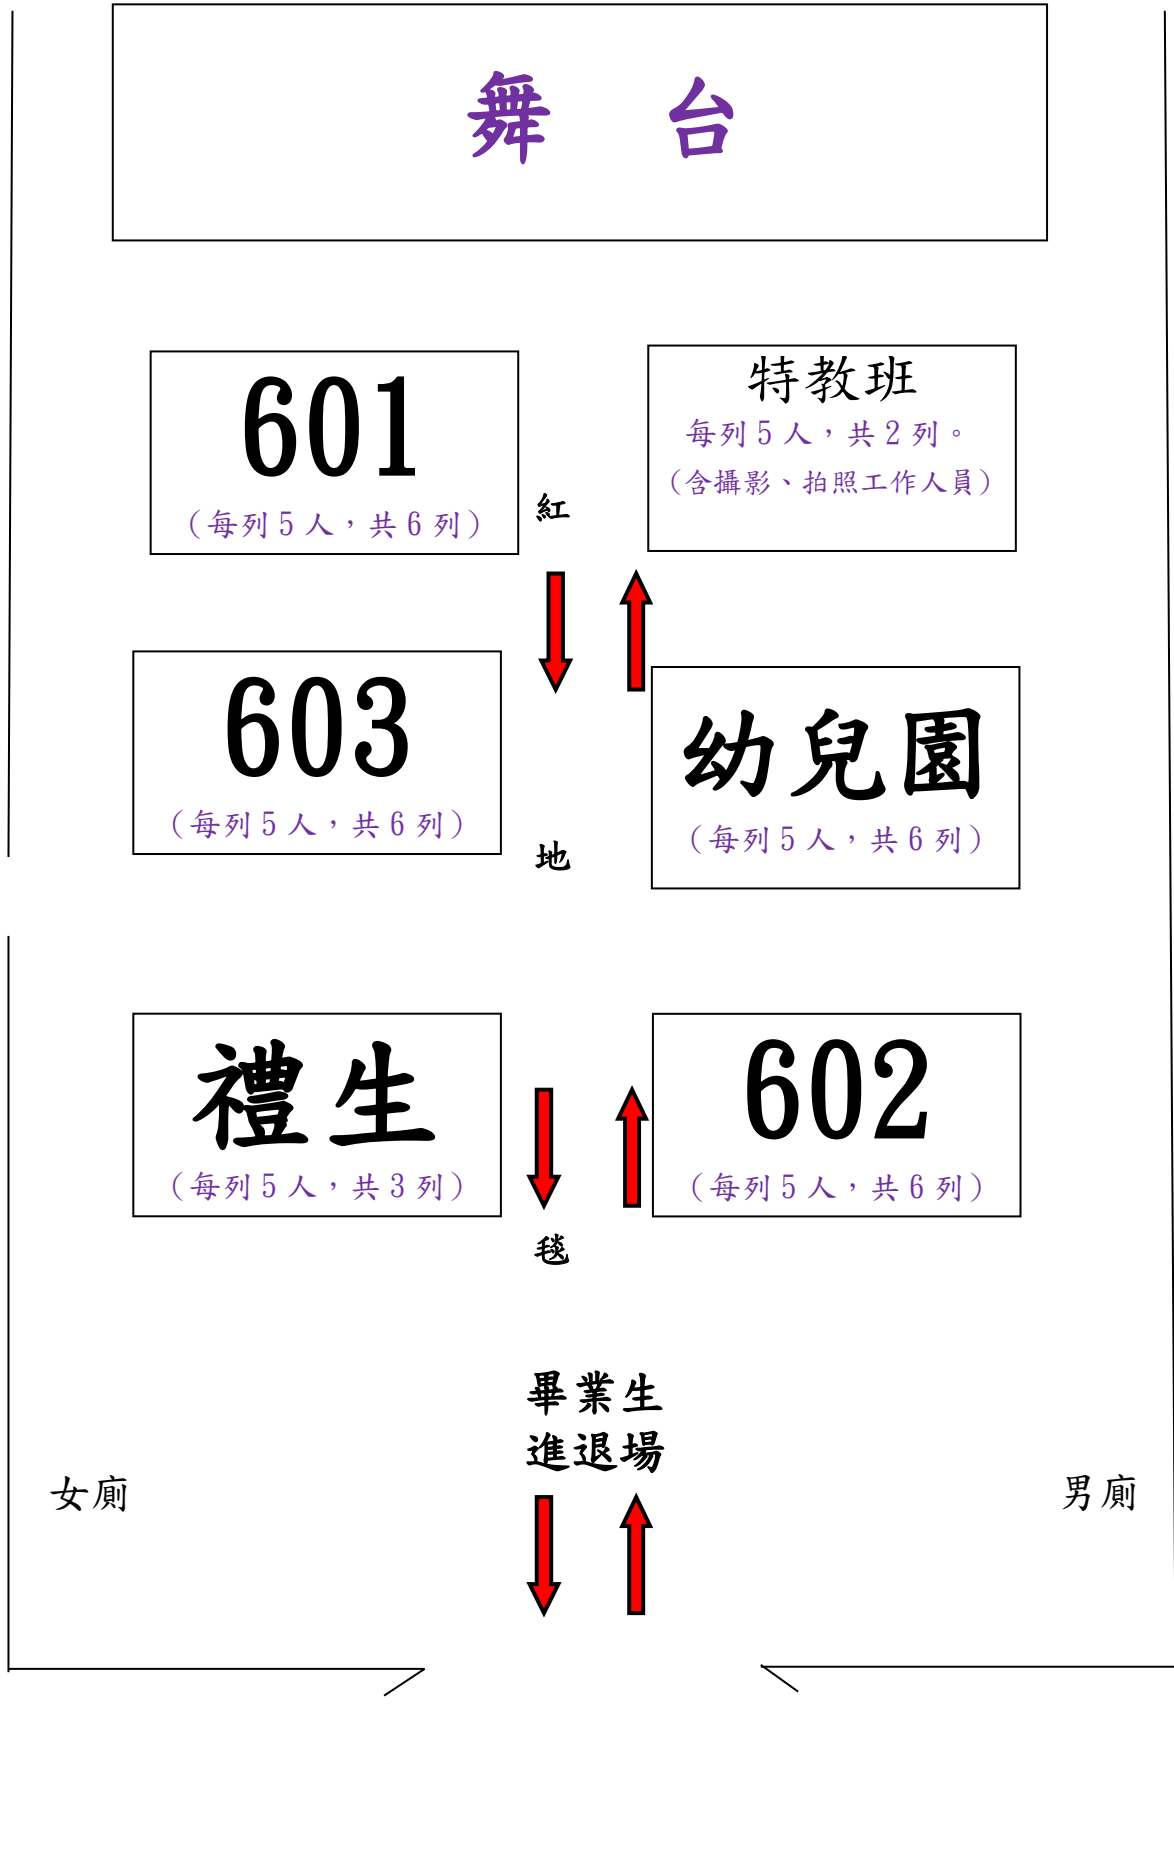 舞 台
601
（每列5人，共6列）
特教班
每列5人，共2列。
（含攝影、拍照工作人員）
紅
603
（每列5人，共6列）
幼兒園
（每列5人，共6列）
地
禮生
（每列5人，共3列）
602
（每列5人，共6列）
毯
畢業生
進退場
女廁
男廁